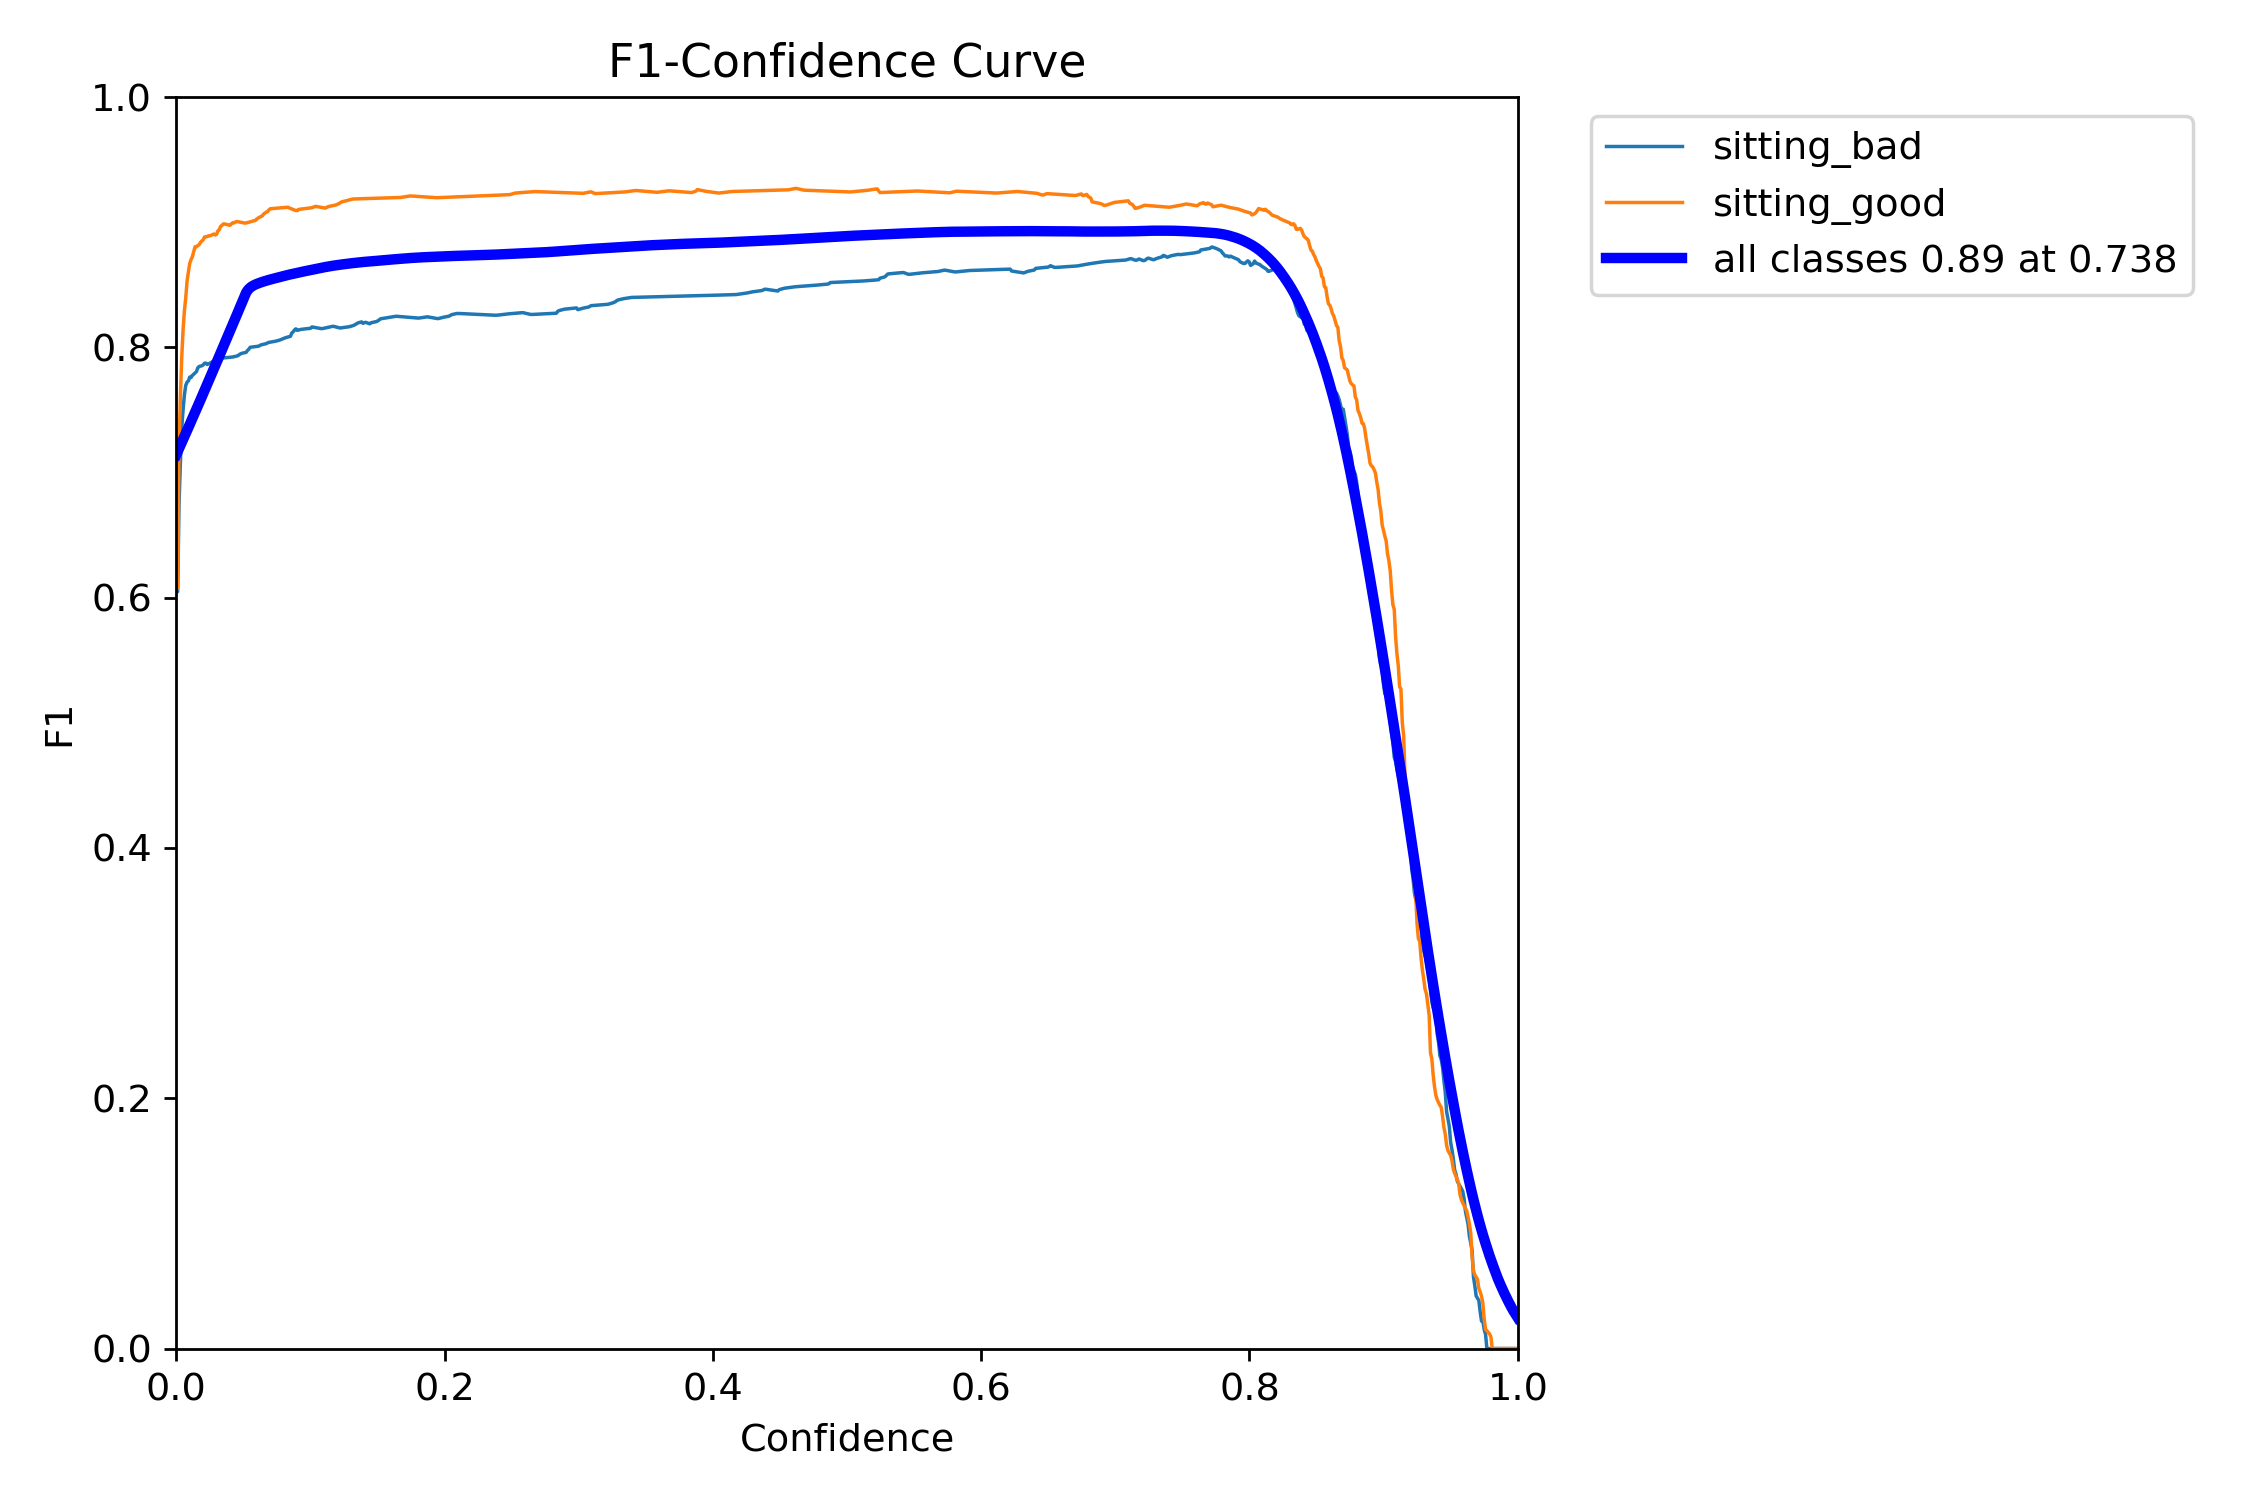 F1-Confidence Curve
1.0
0.8
0.6
0.4
0.2
0.0
F1
0.0 0.2 0.4 0.6 0.8 1.0
Confidence
sitting_bad
sitting_good
all classes 0.89 at 0.738